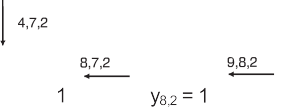 4,7,2
8,7,2
9,8,2
1
y8,2 = 1